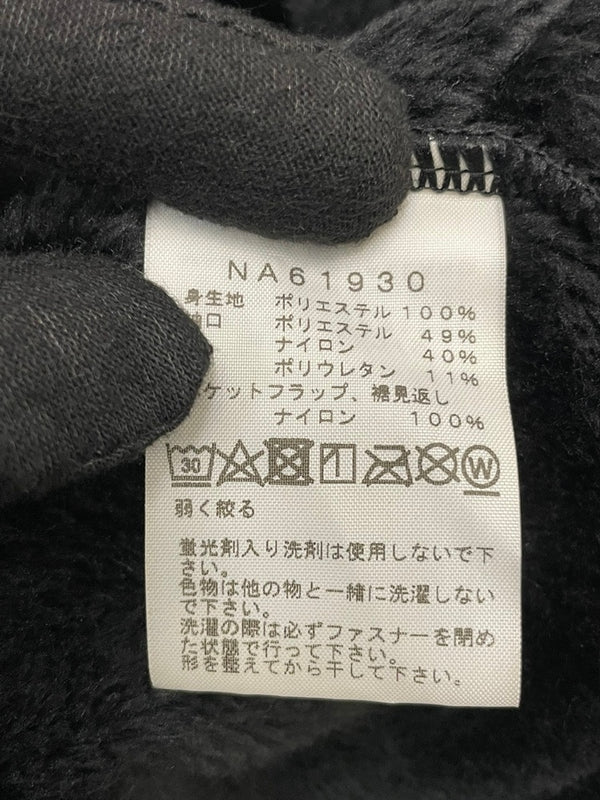 NA61930
身生地 ポリエステル 100%
口 ポリエステル 49%
ナイロン 40%
ポリウレタン 11%
ケットフラップ、裾見返し
ナイロン 100%
30 W
弱く絞る
蛍光剤入り洗剤は使用しないで下
さい。
色物は他の物と一緒に洗濯しない
で下さい。
洗濯の際は必ずファスナーを閉め
た状態で行って下さい。
形を整えてから干して下さい。